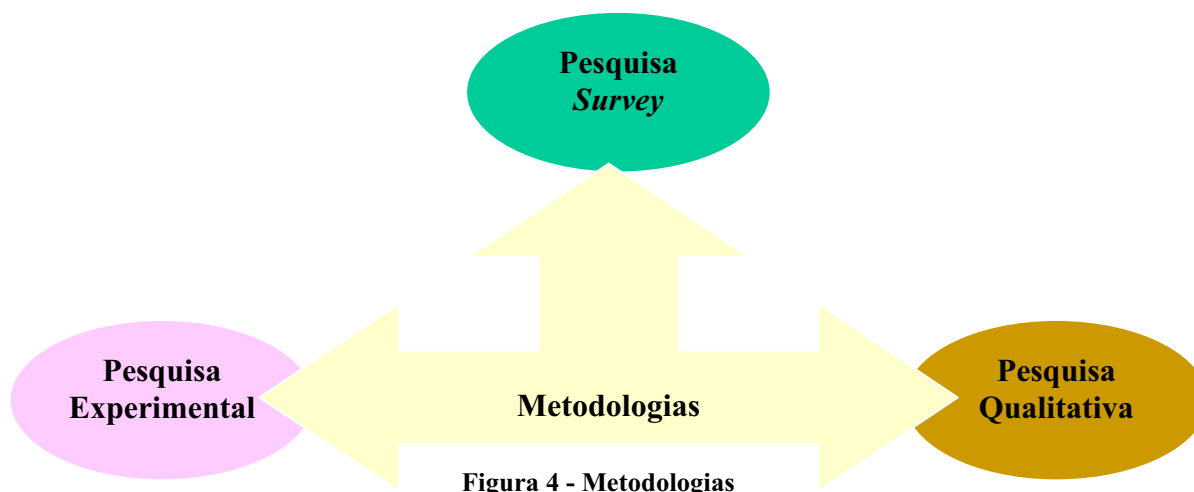 Pesquisa
Survey
Pesquisa
Experimental
Metodologias
Pesquisa
Qualitativa
Figura 4 - Metodologias